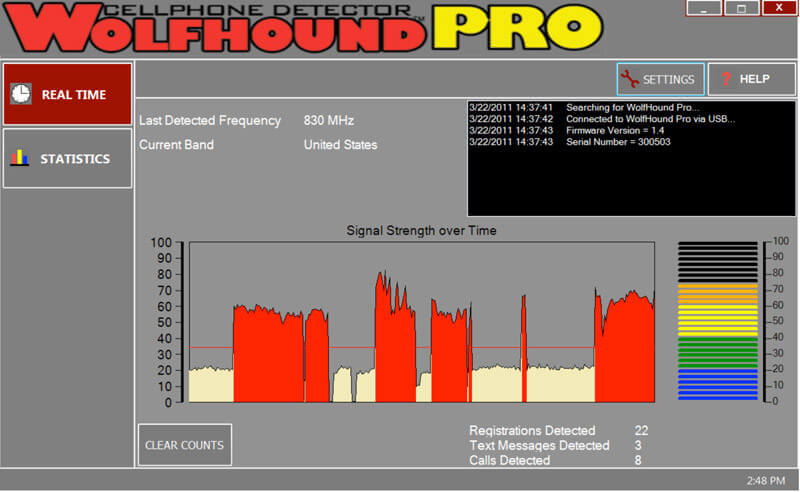 CELLPHONE DETECTOR
WOLFHOUND™ PRO
X
REAL TIME
STATISTICS
SETTINGS
? HELP
Last Detected Frequency 830 MHz
Current Band United States
3/22/2011 14:37:41 Searching for WolfHound Pro...
3/22/2011 14:37:42 Connected to WolfHound Pro via USB...
3/22/2011 14:37:43 Firmware Version = 1.4
3/22/2011 14:37:43 Serial Number = 300503
Signal Strength over Time
100
90
80
70
60
50
40
30
20
10
0
100
90
80
70
60
50
40
30
20
10
0
CLEAR COUNTS
Registrations Detected 22
Text Messages Detected 3
Calls Detected 8
2:48 PM